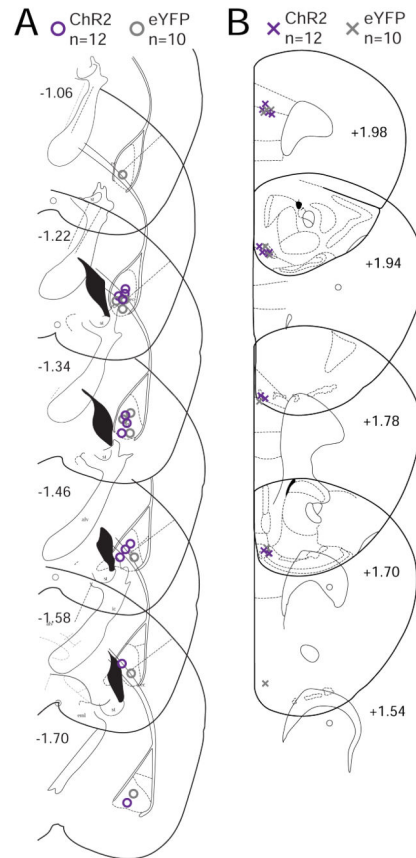 A
ChR2
n=12
eYFP
n=10
-1.06
-1.22
-1.34
-1.46
-1.58
-1.70
B
ChR2
n=12
eYFP
n=10
+1.98
+1.94
+1.78
+1.70
+1.54